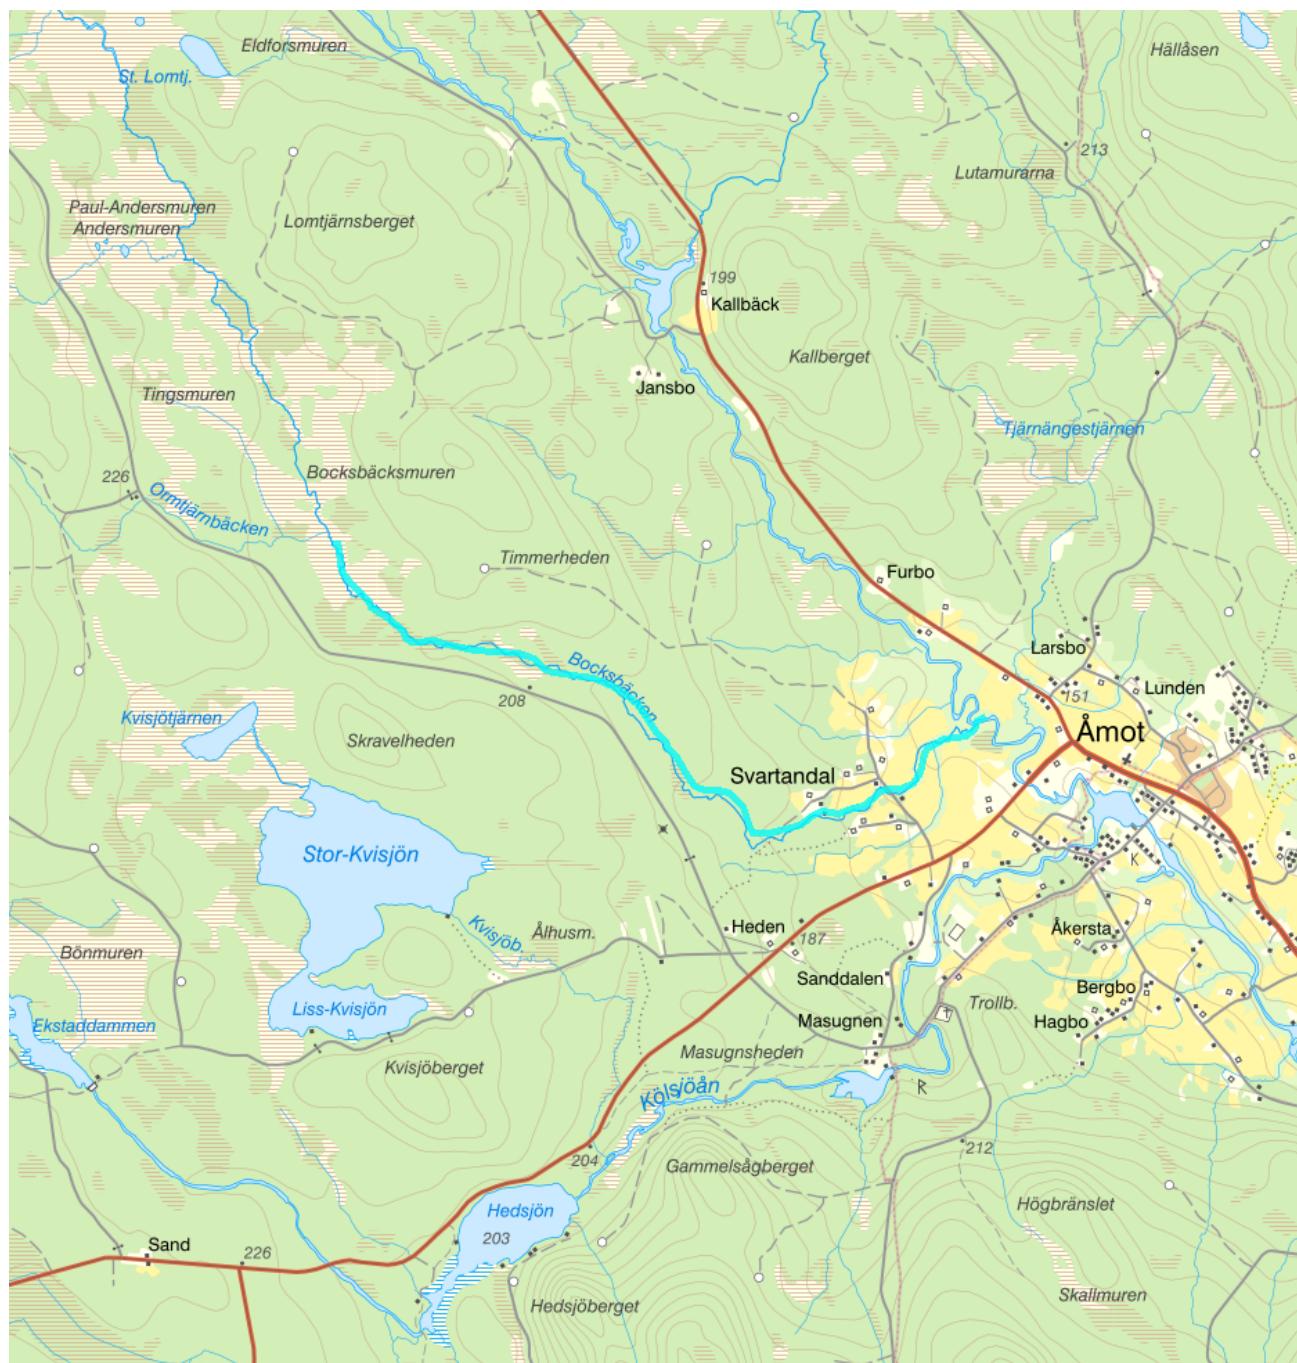 Eldforsmuren
Hällåsen
St. Lomtj.
213
Lutamurarna
Paul-Andersmuren
Andersmuren
Lomtjärnsberget
199
Kallbäck
Kallberget
Jansbo
Tingsmuren
Tjärnängestjärnen
Bocksbäcksmuren
226
Ormtjärnbäcken
Timmerheden
Furbo
Larsbo
Bocksbäcken
151
Lunden
208
Kvisjötjärnen
Skravelheden
Åmot
Svartandal
Stor-Kvisjön
K
Kvisjöb.
Ålhusm.
Heden
187
Åkersta
Bönmuren
Sanddalen
Bergbo
Liss-Kvisjön
Trollb.
Ekstaddammen
Masugnen
Hagbo
Masugnsheden
Kvisjöberget
Kölsjöån
R
204
Gammelsågberget
212
Högbränslet
Hedsjön
203
Sand
226
Skallmuren
Hedsjöberget